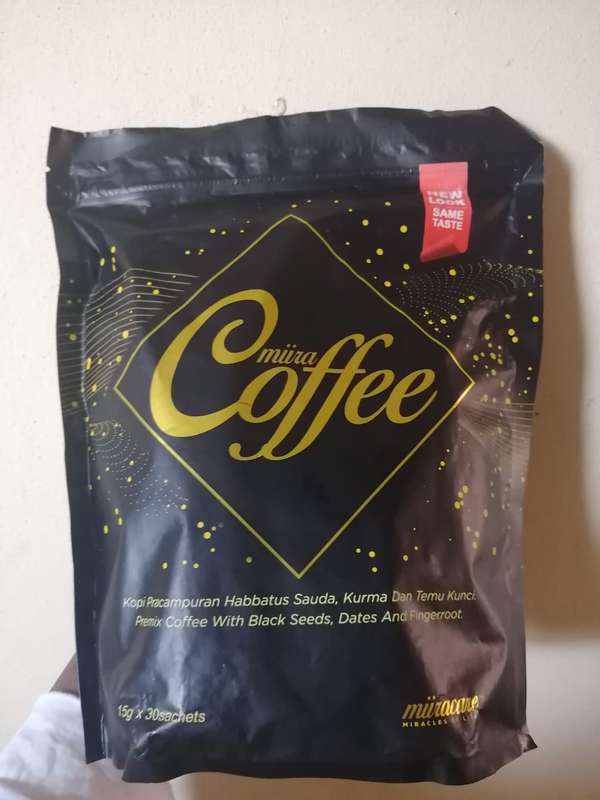 NEW
LOOK
SAME
TASTE
müra
Coffee
Kopi Pracampuran Habbatus Sauda, Kurma Dan Temu Kunci.
Premix Coffee With Black Seeds, Dates And Fingerroot.
15g x 30sachets
müracare
MIRACLES